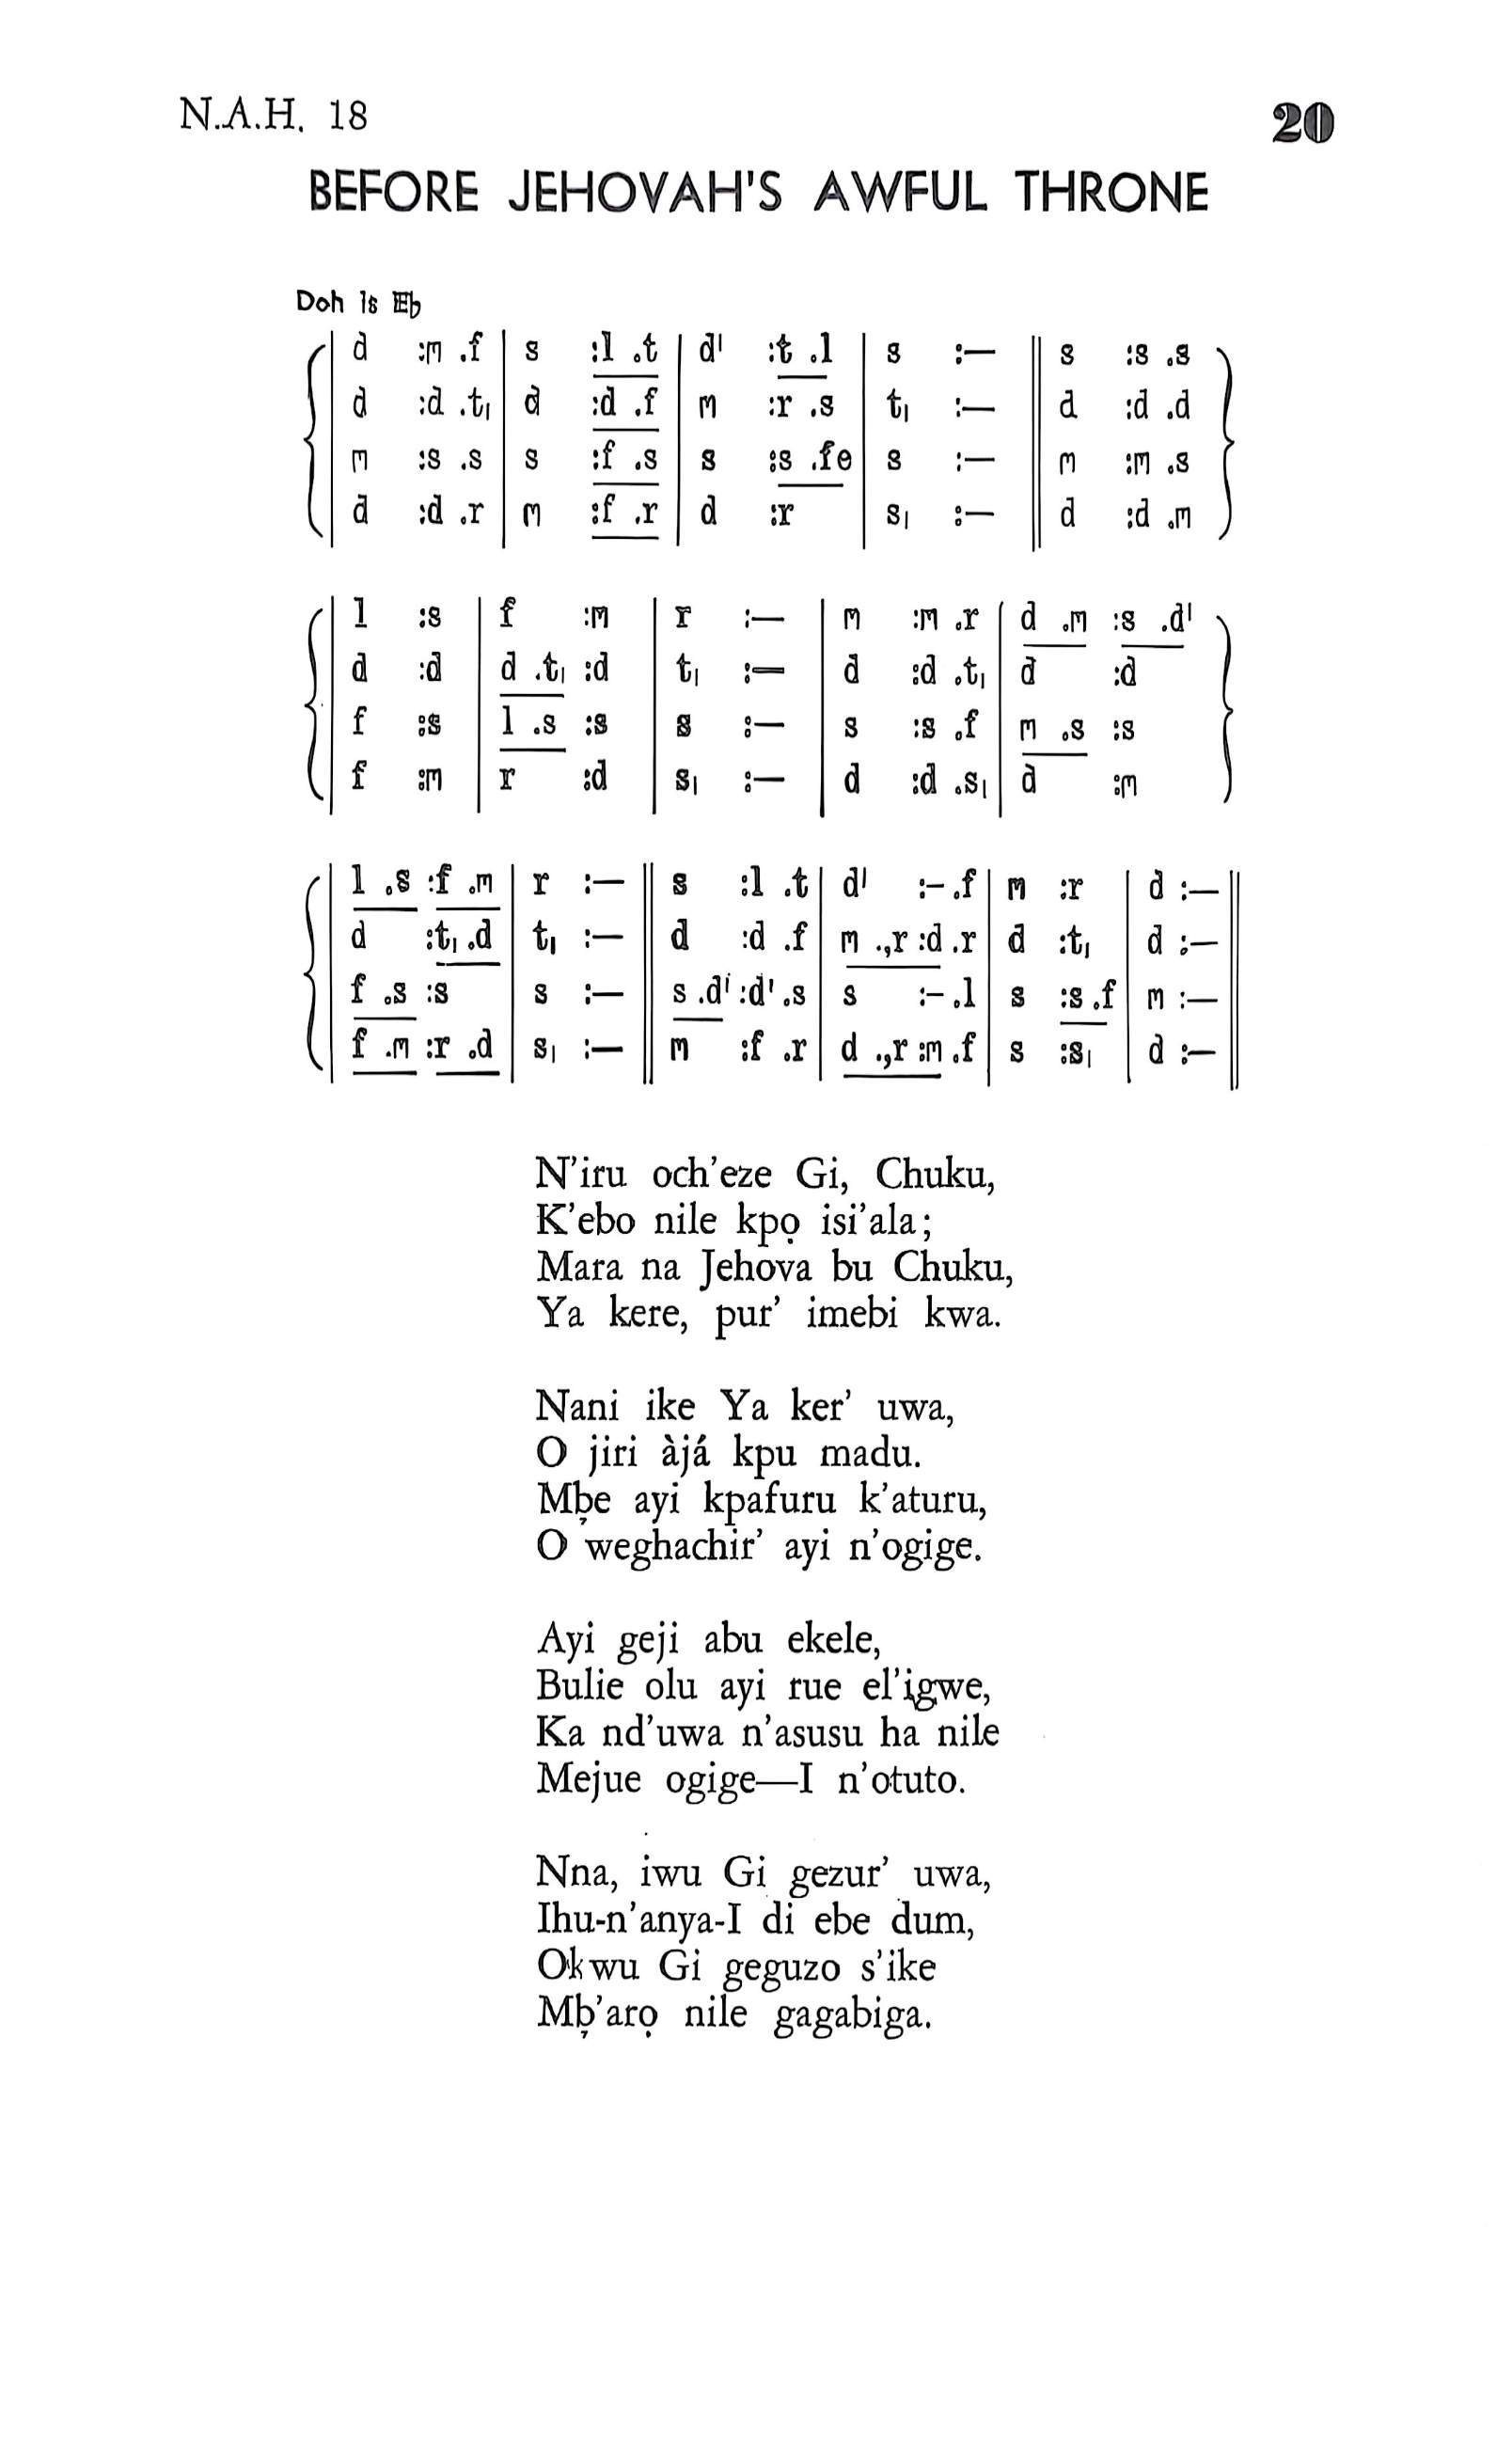 N.A.H. 18
20
BEFORE JEHOVAH'S AWFUL THRONE
Doh is E♭
| d :m .f | s :l .t | d' :t .l | s :— || s :s .s
| d :d .t, | d :d .f | m :r .s | t, :— || d :d .d
| m :s .s | s :f .s | s :s .fe | s :— || m :m .s
| d :d .r | m :f .r | d :r | s, :— || d :d .m
| l :s | f :m | r :— | m :m .r | d .m :s .d'
| d :d | d .t, :d | t, :— | d :d .t, | d :d
| f :s | l .s :s | s :— | s :s .f | m .s :s
| f :m | r :d | s, :— | d :d .s, | d :m
| l .s :f .m | r :— || s :l .t | d' :– .f | m :r | d :— ||
| d :t, .d | t, :— || d :d .f | m .,r :d .r | d :t, | d :— ||
| f .s :s | s :— || s .d' :d' .s | s :– .l | s :s .f | m :— ||
| f .m :r .d | s, :— || m :f .r | d .,r :m .f | s :s, | d :— ||
N'iru och'eze Gi, Chuku,
K'ebo nile kpọ isi'ala;
Mara na Jehova bu Chuku,
Ya kere, pur' imebi kwa.
Nani ike Ya ker' uwa,
O jiri àjá kpu madu.
Mb̩e ayi kpafuru k'aturu,
O weghachir' ayi n'ogige.
Ayi geji abu ekele,
Bulie olu ayi rue el'igwe,
Ka nd'uwa n'asusu ha nile
Mejue ogige—I n'otuto.
Nna, iwu Gi gezur' uwa,
Ihu-n'anya-I di ebe dum,
Okwu Gi geguzo s'ike
Mb̩'arọ nile gagabiga.